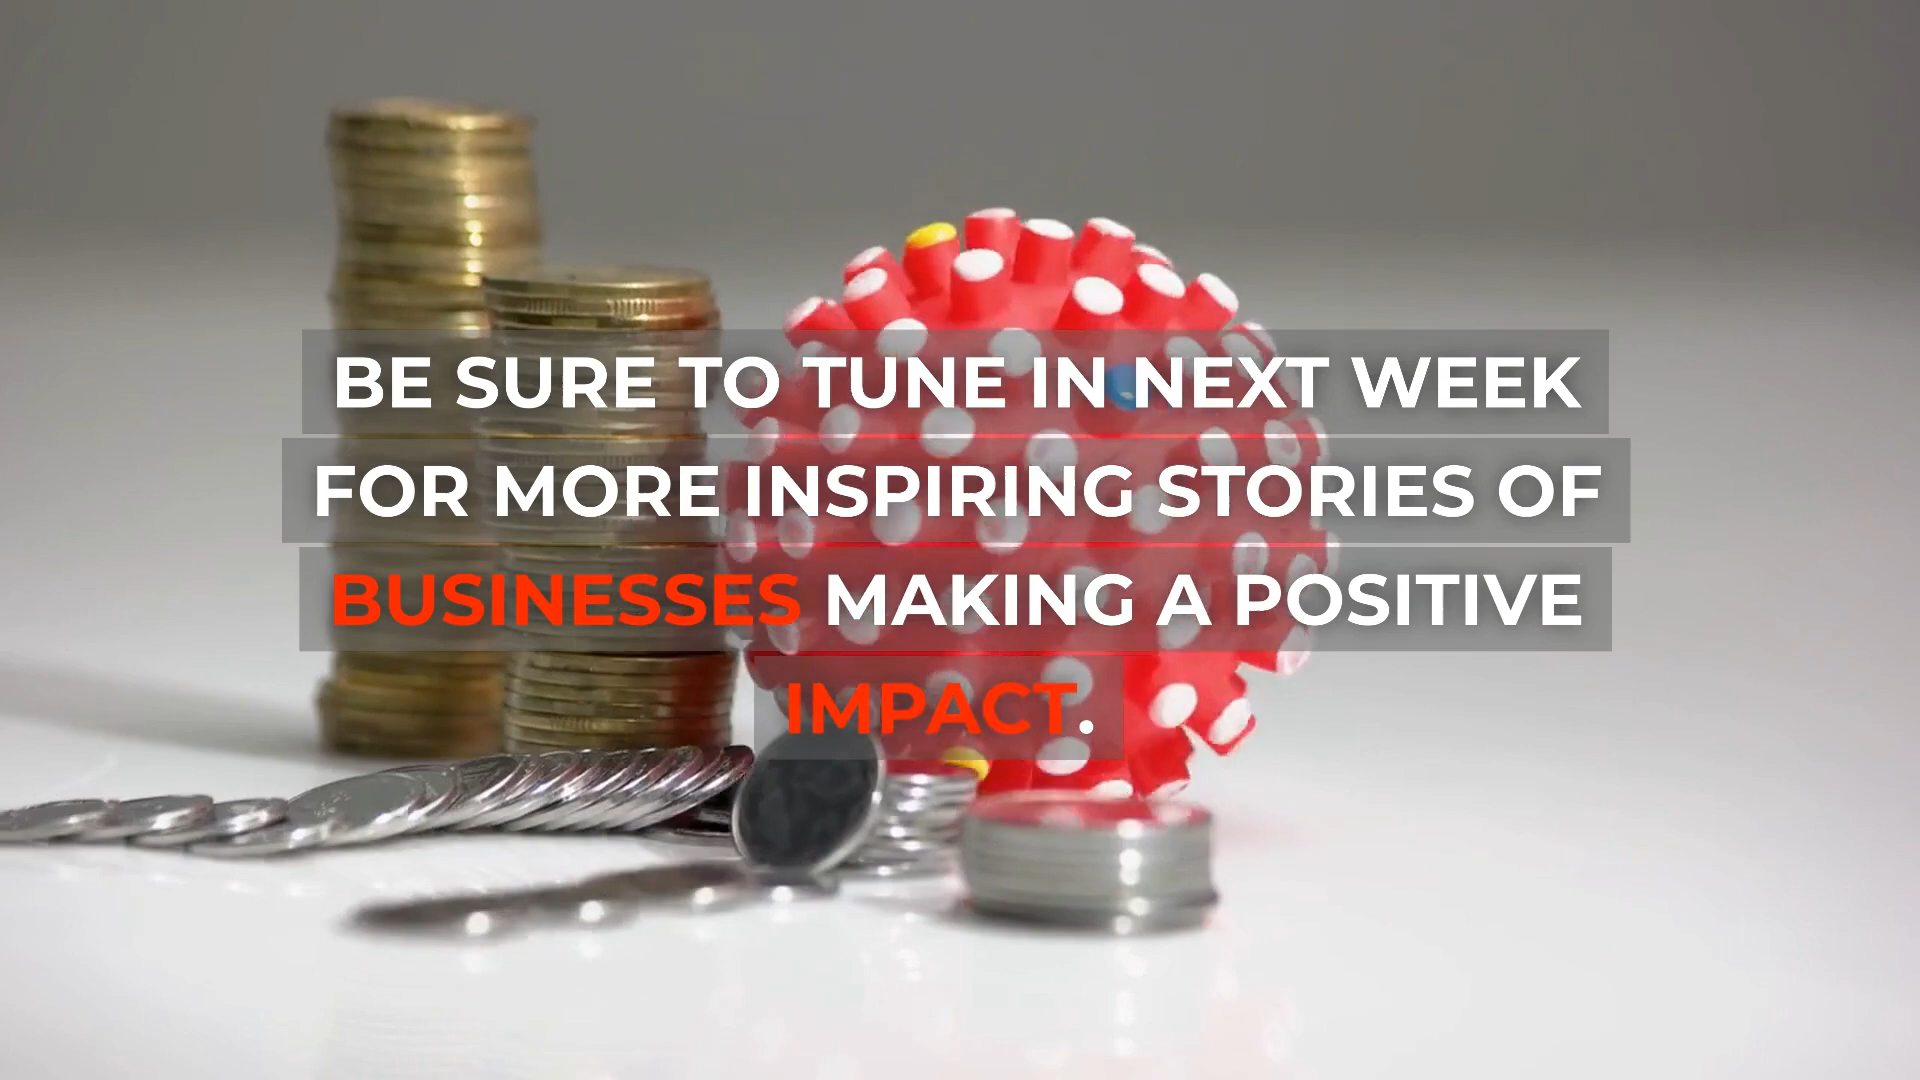 BE SURE TO TUNE IN NEXT WEEK
FOR MORE INSPIRING STORIES OF
BUSINESSES MAKING A POSITIVE
IMPACT.